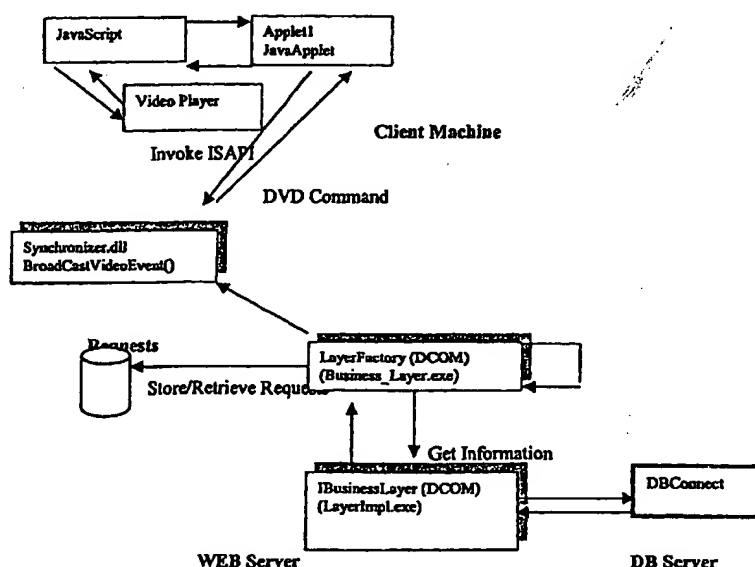 JavaScript
Applet1
JavaApplet
Video Player
Client Machine
Invoke ISAPI
DVD Command
Synchronizer.dll
BroadCastVideoEvent()
Requests
LayerFactory (DCOM)
(Business_Layer.exe)
Store/Retrieve Requests
Get Information
IBusinessLayer (DCOM)
(LayerImpl.exe)
DBConnect
WEB Server
DB Server